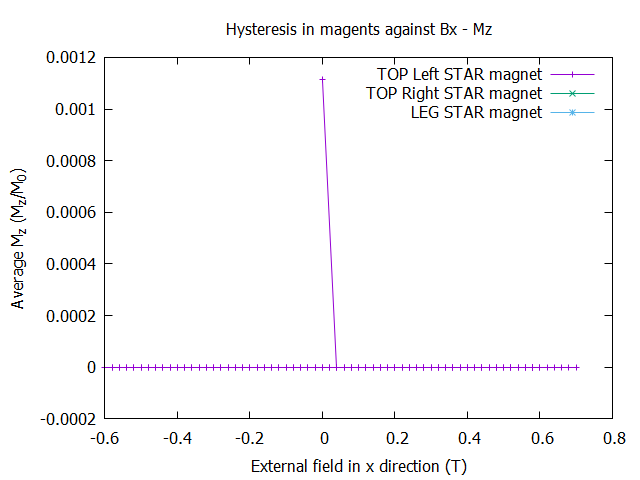 Hysteresis in magents against Bx - Mz
TOP Left STAR magnet
TOP Right STAR magnet
LEG STAR magnet
0.0012
0.001
0.0008
0.0006
0.0004
0.0002
0
-0.0002
Average Mz (Mz/M0)
-0.6 -0.4 -0.2 0 0.2 0.4 0.6 0.8
External field in x direction (T)